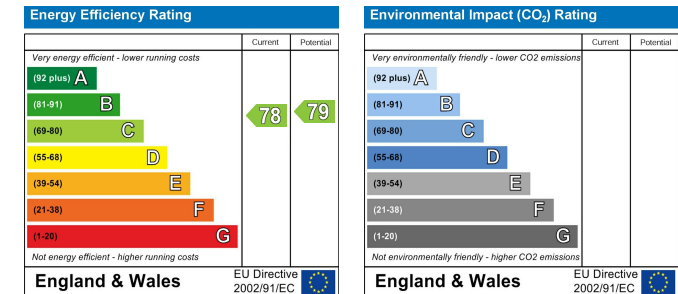 Energy Efficiency Rating
Current Potential
Very energy efficient - lower running costs
(92 plus) A
(81-91) B
(69-80) C
(55-68) D
(39-54) E
(21-38) F
(1-20) G
78
79
Not energy efficient - higher running costs
England & Wales
EU Directive
2002/91/EC
Environmental Impact (CO₂) Rating
Current Potential
Very environmentally friendly - lower CO2 emissions
(92 plus) A
(81-91) B
(69-80) C
(55-68) D
(39-54) E
(21-38) F
(1-20) G
Not environmentally friendly - higher CO2 emissions
England & Wales
EU Directive
2002/91/EC